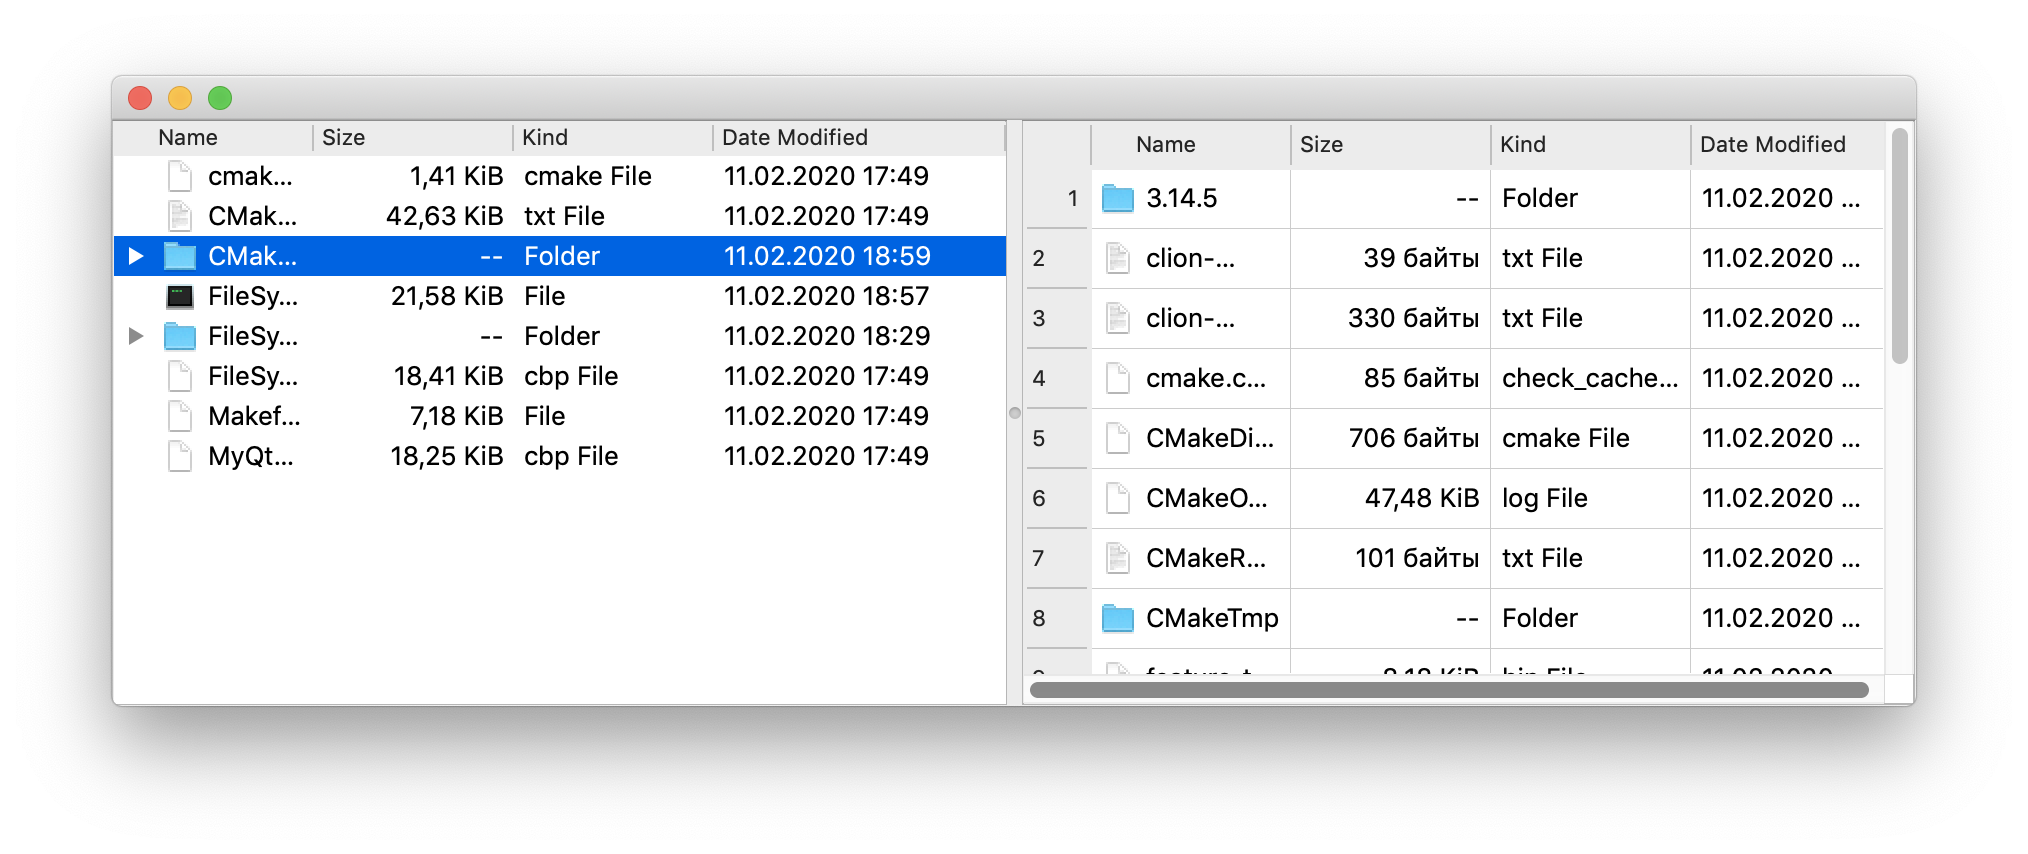 Name Size Kind Date Modified
cmak... 1,41 KiB cmake File 11.02.2020 17:49
CMak... 42,63 KiB txt File 11.02.2020 17:49
CMak... -- Folder 11.02.2020 18:59
FileSy... 21,58 KiB File 11.02.2020 18:57
FileSy... -- Folder 11.02.2020 18:29
FileSy... 18,41 KiB cbp File 11.02.2020 17:49
Makef... 7,18 KiB File 11.02.2020 17:49
MyQt... 18,25 KiB cbp File 11.02.2020 17:49
Name Size Kind Date Modified
1 3.14.5 -- Folder 11.02.2020 ...
2 clion-... 39 байты txt File 11.02.2020 ...
3 clion-... 330 байты txt File 11.02.2020 ...
4 cmake.c... 85 байты check_cache... 11.02.2020 ...
5 CMakeDi... 706 байты cmake File 11.02.2020 ...
6 CMakeO... 47,48 KiB log File 11.02.2020 ...
7 CMakeR... 101 байты txt File 11.02.2020 ...
8 CMakeTmp -- Folder 11.02.2020 ...